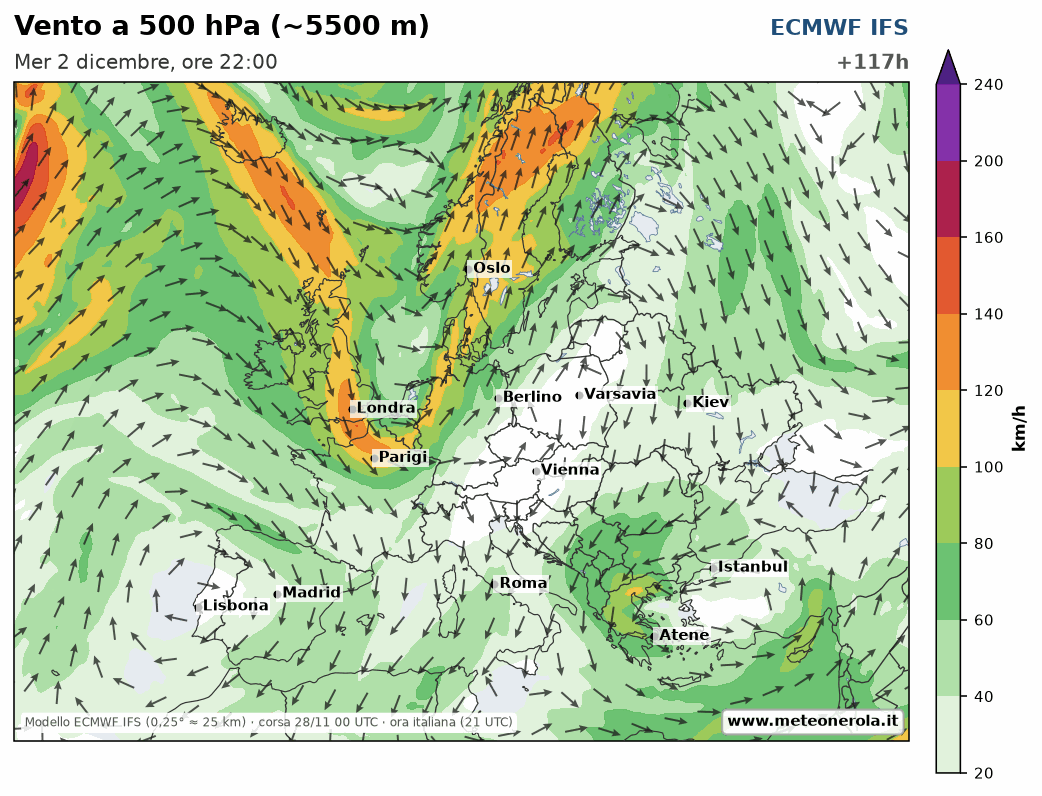 Vento a 500 hPa (~5500 m)
ECMWF IFS
Mer 2 dicembre, ore 22:00
+117h
240
200
160
140
120
100
80
60
40
20
km/h
Oslo
Berlino
Varsavia
Kiev
Londra
Parigi
Vienna
Istanbul
Roma
Madrid
Lisbona
Atene
Modello ECMWF IFS (0,25° ≈ 25 km) · corsa 28/11 00 UTC · ora italiana (21 UTC)
www.meteonerola.it